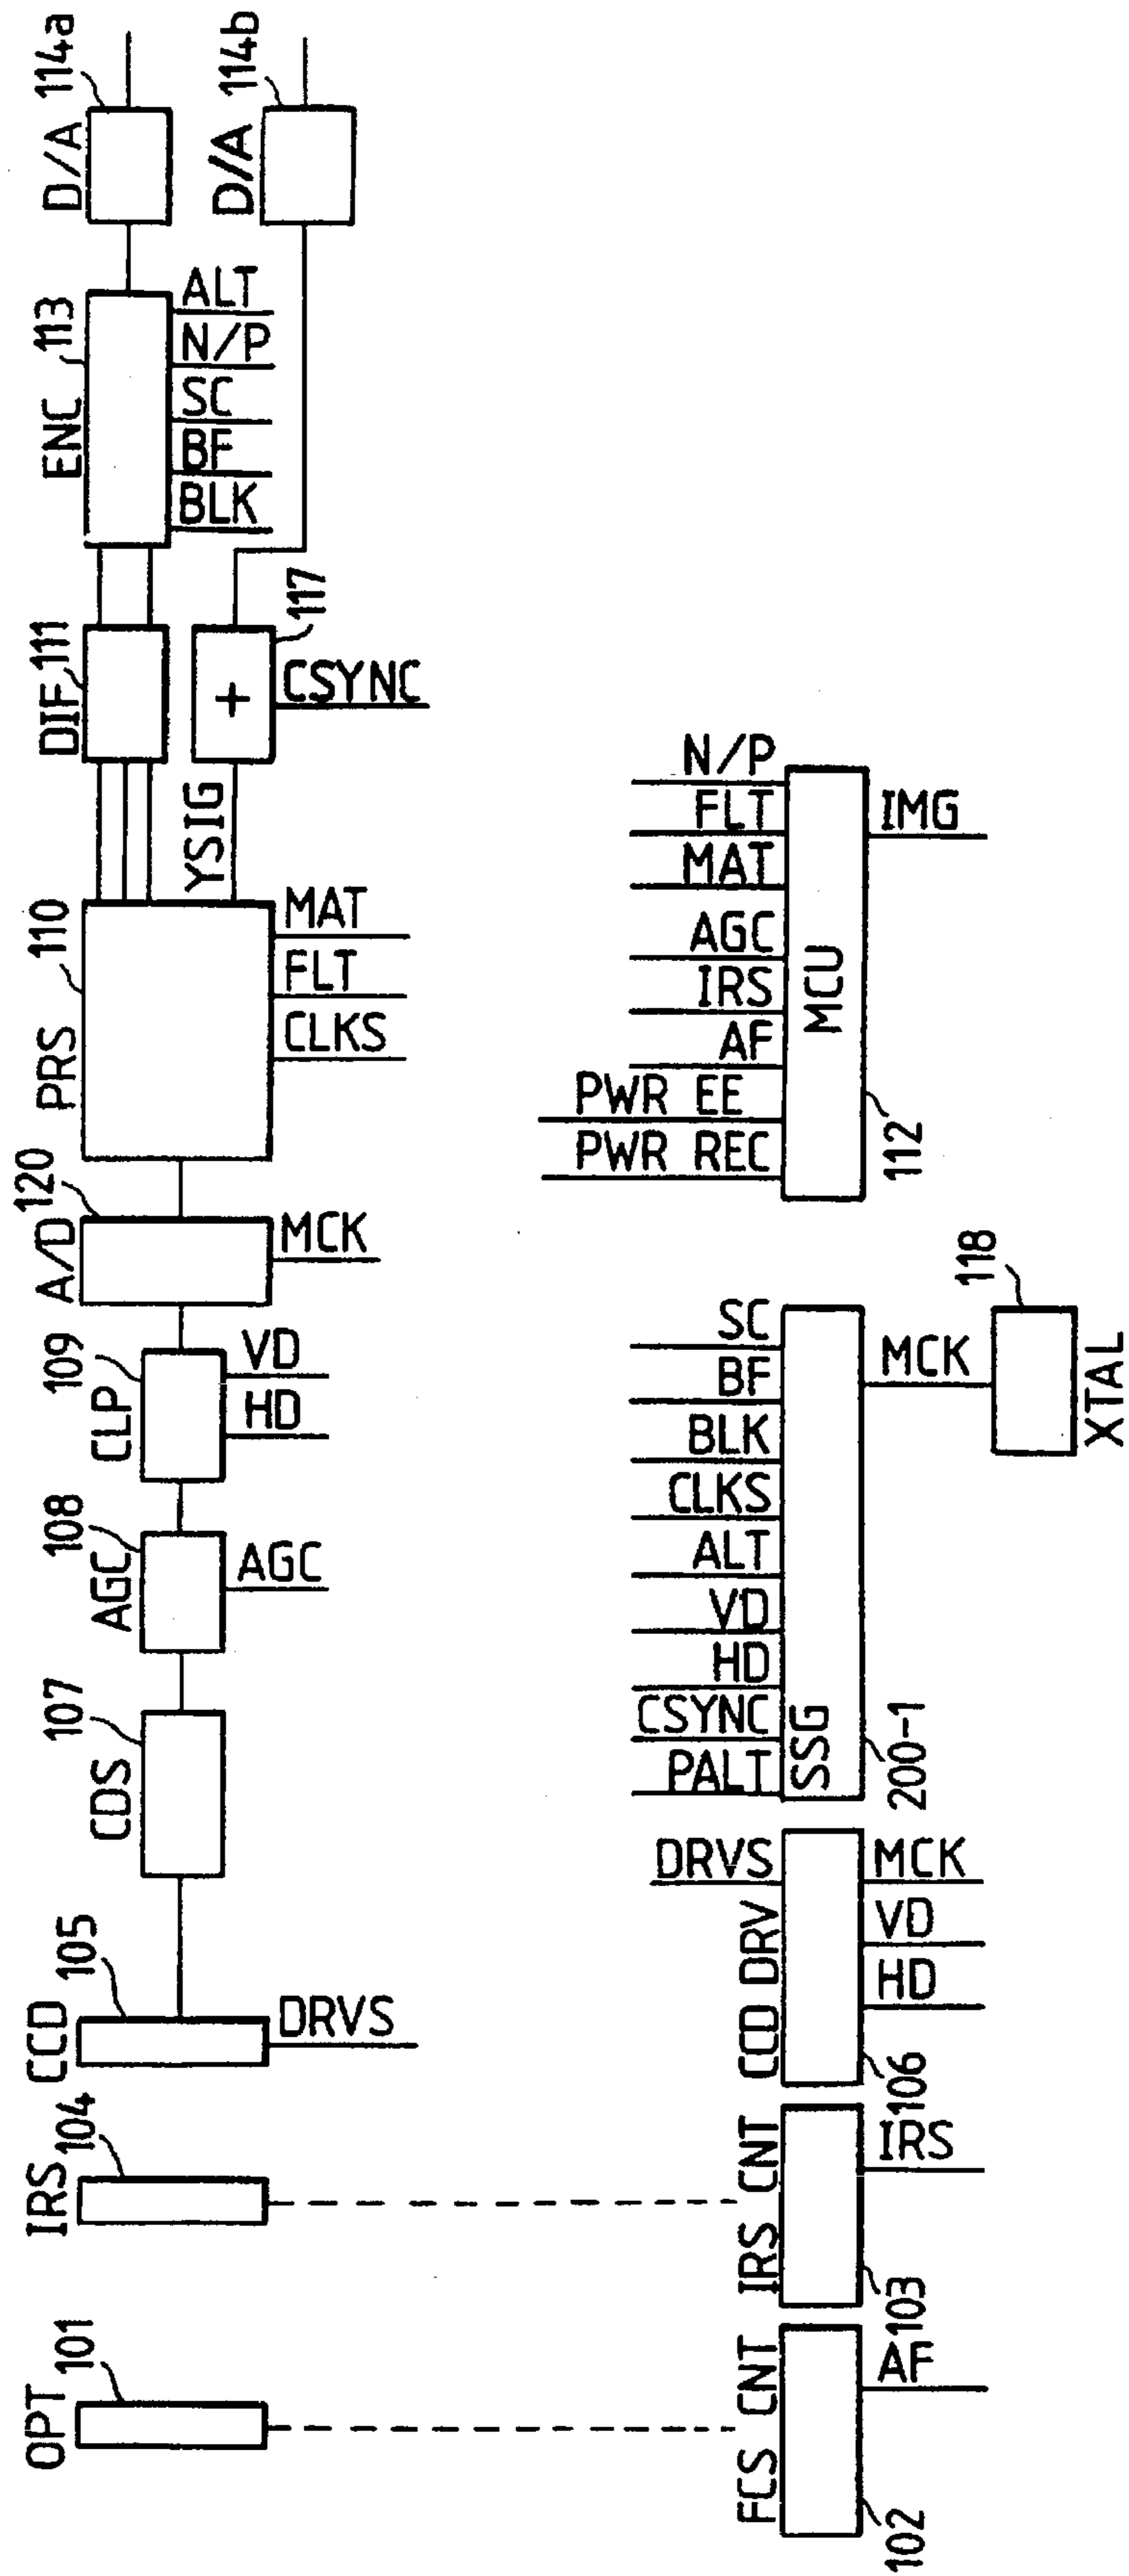 OPT 101
IRS 104
CCD 105
DRVS
CDS 107
AGC 108
AGC
CLP 109
HD
VD
A/D 120
MCK
PRS 110
CLKS
FLT
MAT
YSIG
DIF 111
+
117
CSYNC
ENC 113
BLK
BF
SC
N/P
ALT
D/A 114a
D/A 114b
FCS CNT
102
AF
IRS CNT
103
IRS
CCD DRV
DRVS
106
HD
VD
MCK
PALT
CSYNC
HD
VD
ALT
CLKS
BLK
BF
SC
SSG
200-1
MCK
118
XTAL
PWR REC
PWR EE
AF
IRS
AGC
MAT
FLT
N/P
MCU
112
IMG